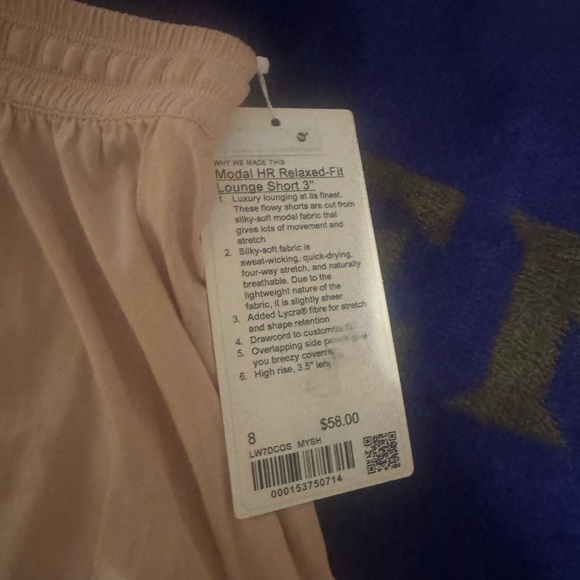 WHY WE MADE THIS
Modal HR Relaxed-Fit
Lounge Short 3"
1. Luxury lounging at its finest.
These flowy shorts are cut from
silky-soft modal fabric that
gives lots of movement and
stretch
2. Silky-soft fabric is
sweat-wicking, quick-drying,
four-way stretch, and naturally
breathable. Due to the
lightweight nature of the
fabric, it is slightly sheer
3. Added Lycra® fibre for stretch
and shape retention
4. Drawcord to customize fit
5. Overlapping side panels give
you breezy
6. High rise, 3.5"
8 $58.00
LW7DCOS MYSH
000153750714